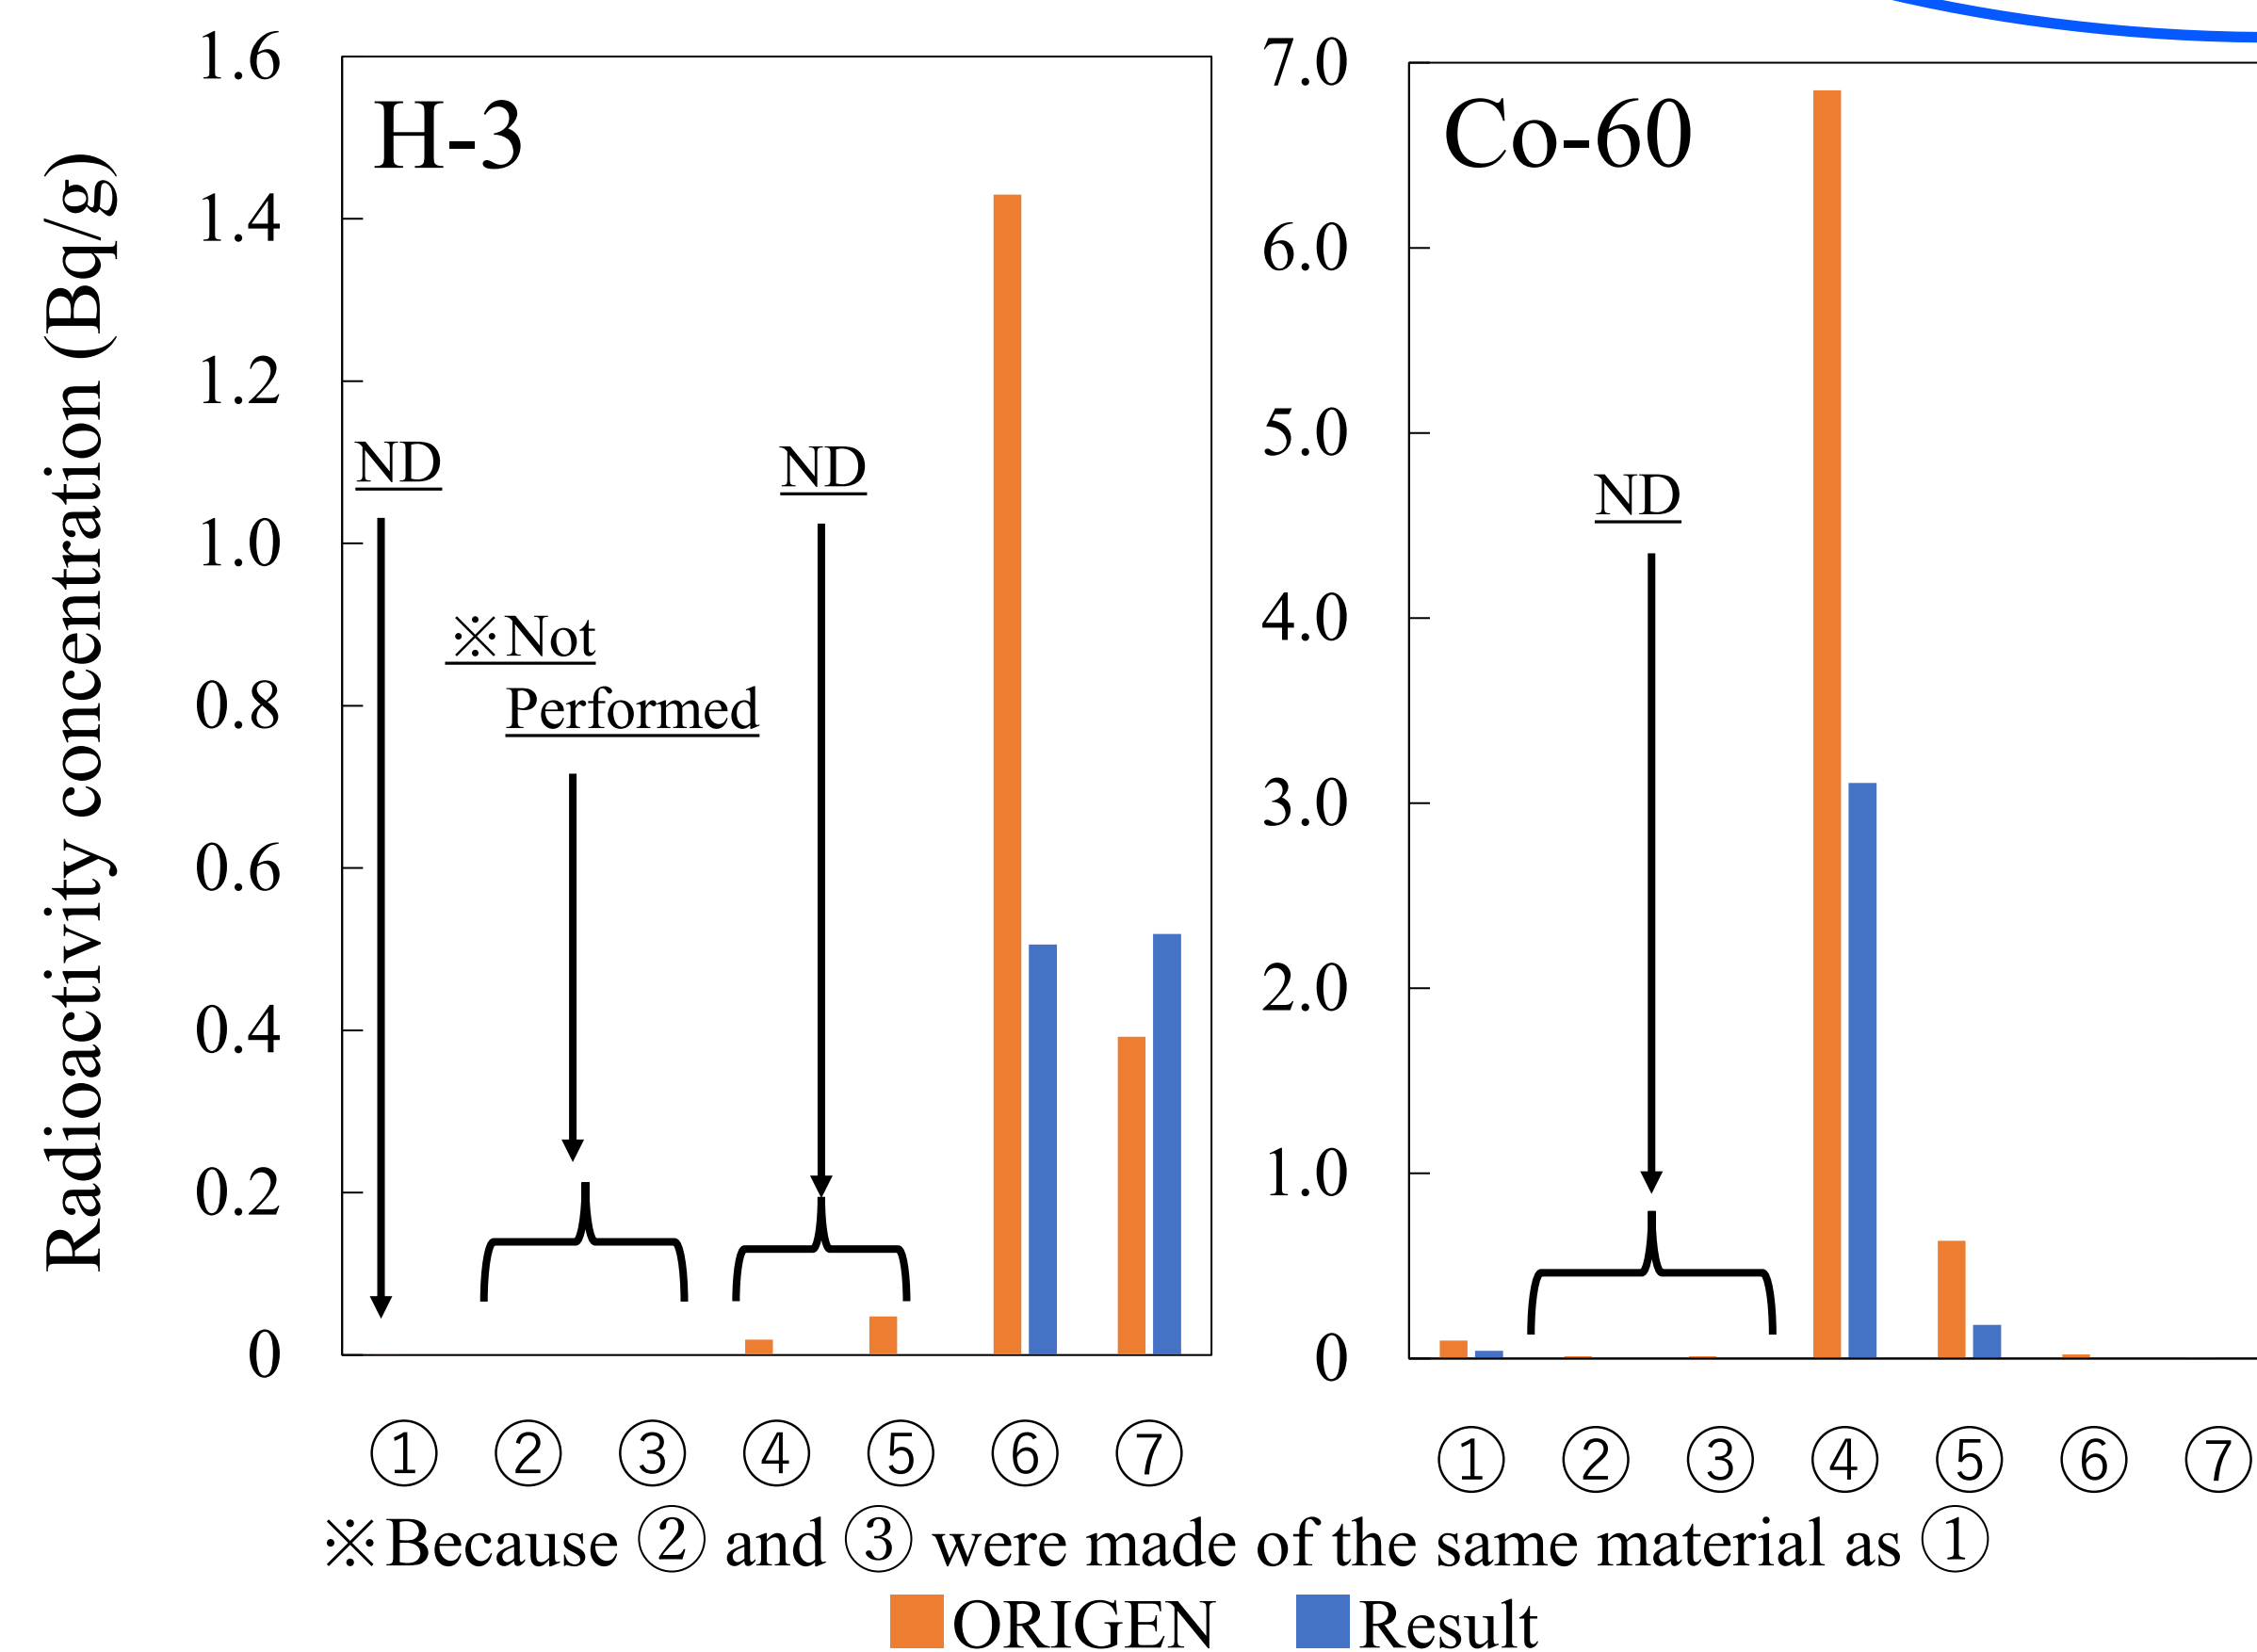 Radioactivity concentration (Bq/g)
1.6
1.4
1.2
1.0
0.8
0.6
0.4
0.2
0
H-3
ND
※Not
Performed
ND
① ② ③ ④ ⑤ ⑥ ⑦
7.0
6.0
5.0
4.0
3.0
2.0
1.0
0
Co-60
ND
① ② ③ ④ ⑤ ⑥ ⑦
※Because ② and ③ were made of the same material as ①
ORIGEN Result